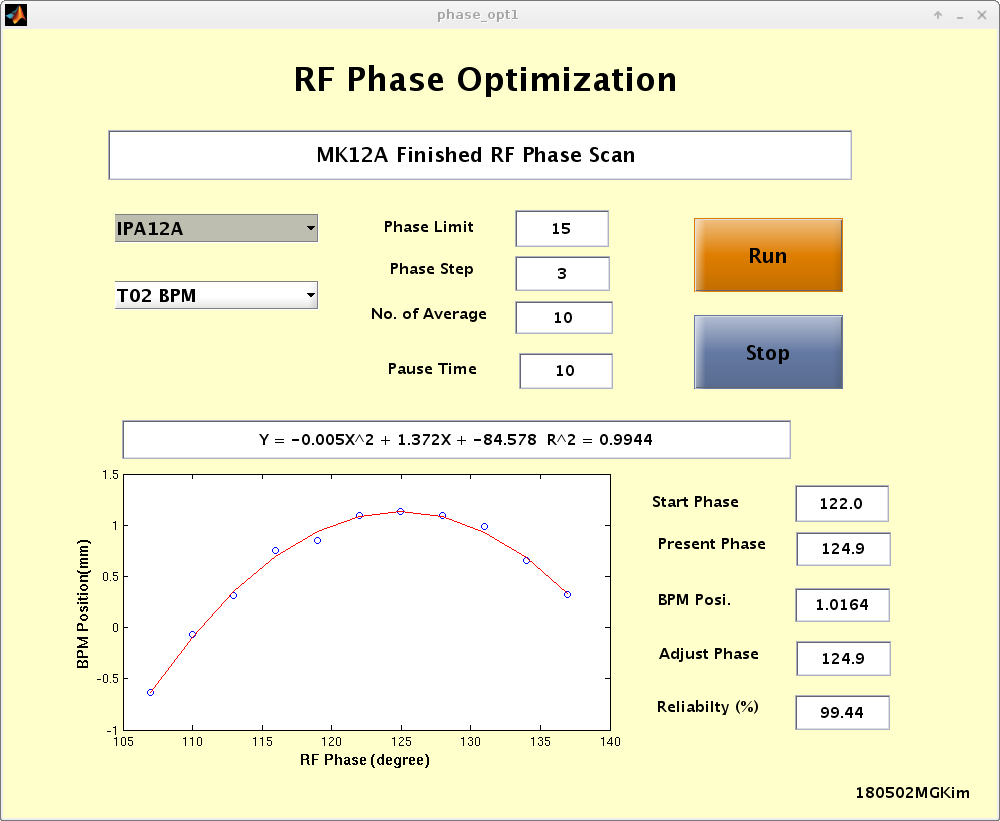 phase_opt1
RF Phase Optimization
MK12A Finished RF Phase Scan
IPA12A
T02 BPM
Phase Limit 15
Phase Step 3
No. of Average 10
Pause Time 10
Run
Stop
Y = -0.005X^2 + 1.372X + -84.578  R^2 = 0.9944
1.5
1
0.5
0
-0.5
-1
BPM Position(mm)
105 110 115 120 125 130 135 140
RF Phase (degree)
Start Phase 122.0
Present Phase 124.9
BPM Posi. 1.0164
Adjust Phase 124.9
Reliabilty (%) 99.44
180502MGKim